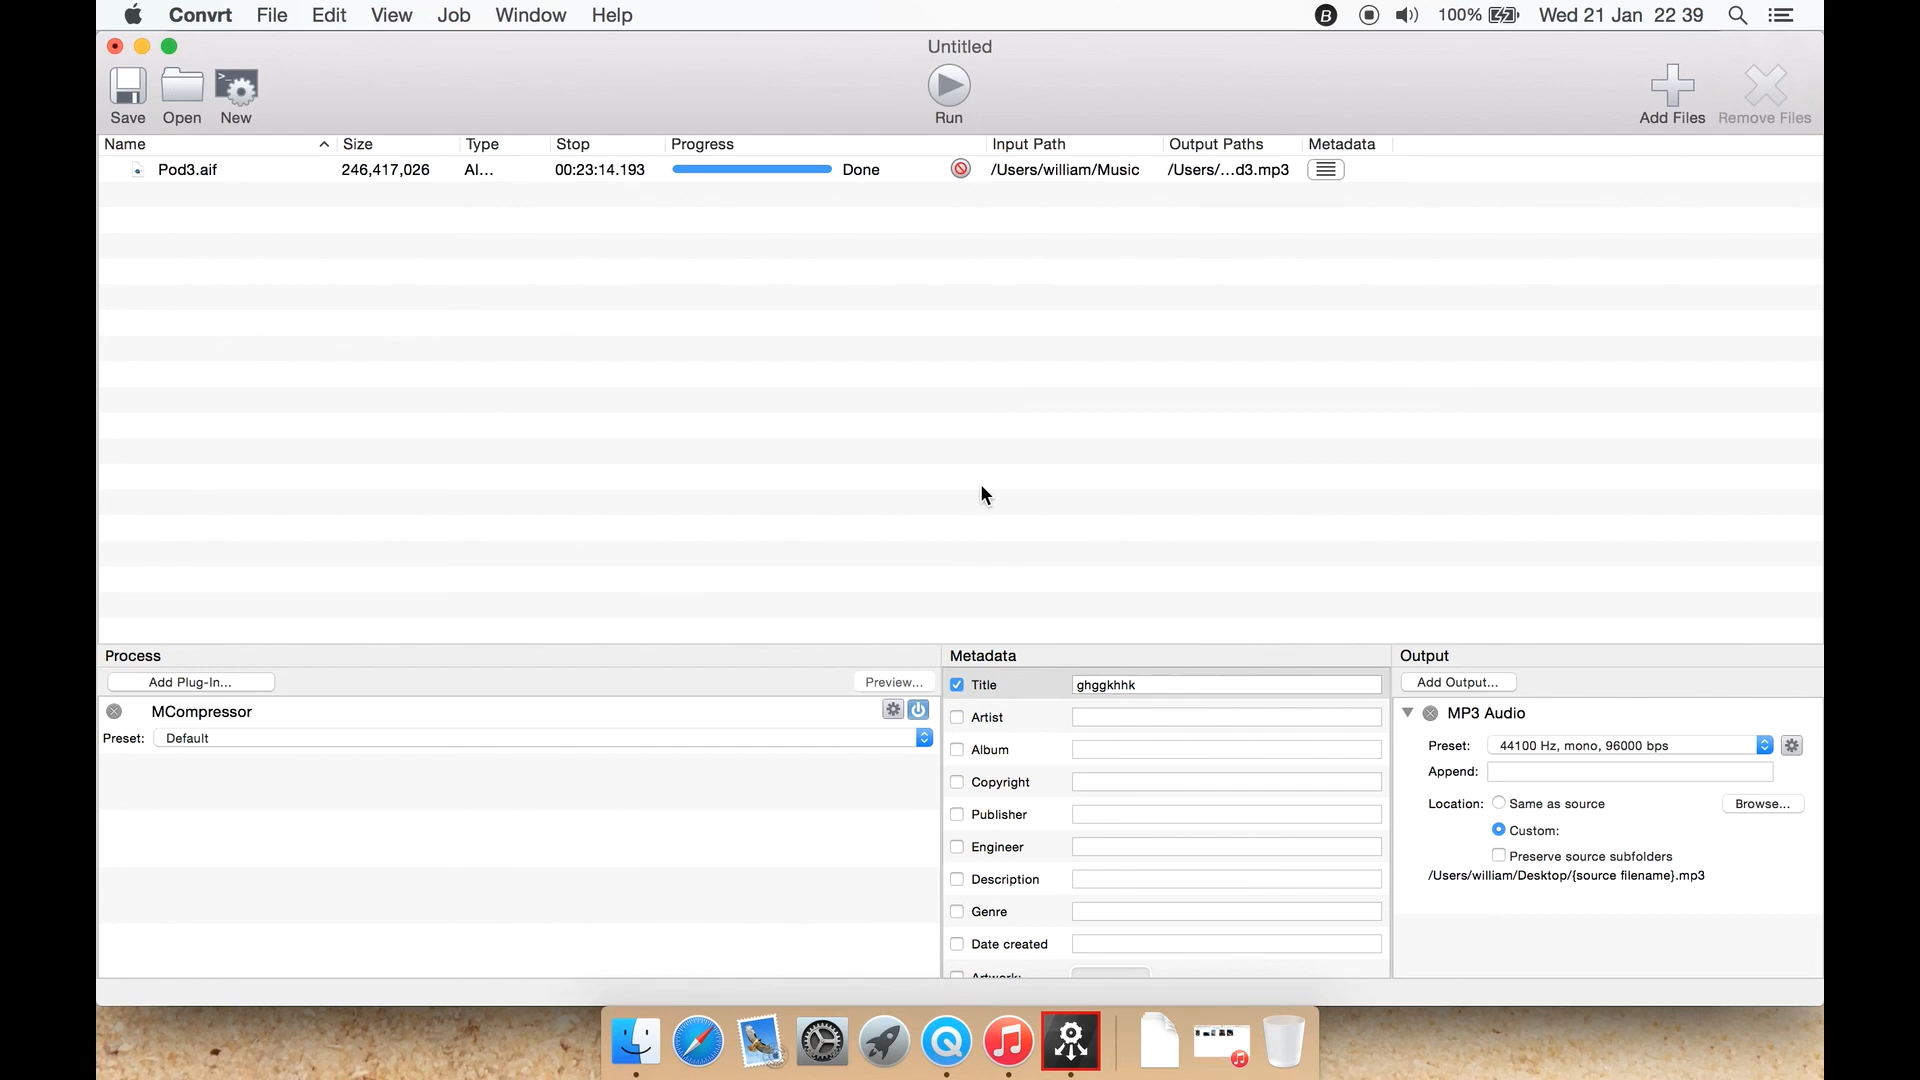 Convrt File Edit View Job Window Help 100% Wed 21 Jan 22 39
Untitled
Save Open New Run Add Files Remove Files
Name Size Type Stop Progress Input Path Output Paths Metadata
Pod3.aif 246,417,026 AI... 00:23:14.193 Done /Users/william/Music /Users/...d3.mp3
Process
Add Plug-In... Preview...
MCompressor
Preset: Default
Metadata
Title ghggkhhk
Artist
Album
Copyright
Publisher
Engineer
Description
Genre
Date created
Artwork:
Output
Add Output...
MP3 Audio
Preset: 44100 Hz, mono, 96000 bps
Append:
Location: Same as source Browse...
Custom:
Preserve source subfolders
/Users/william/Desktop/{source filename}.mp3